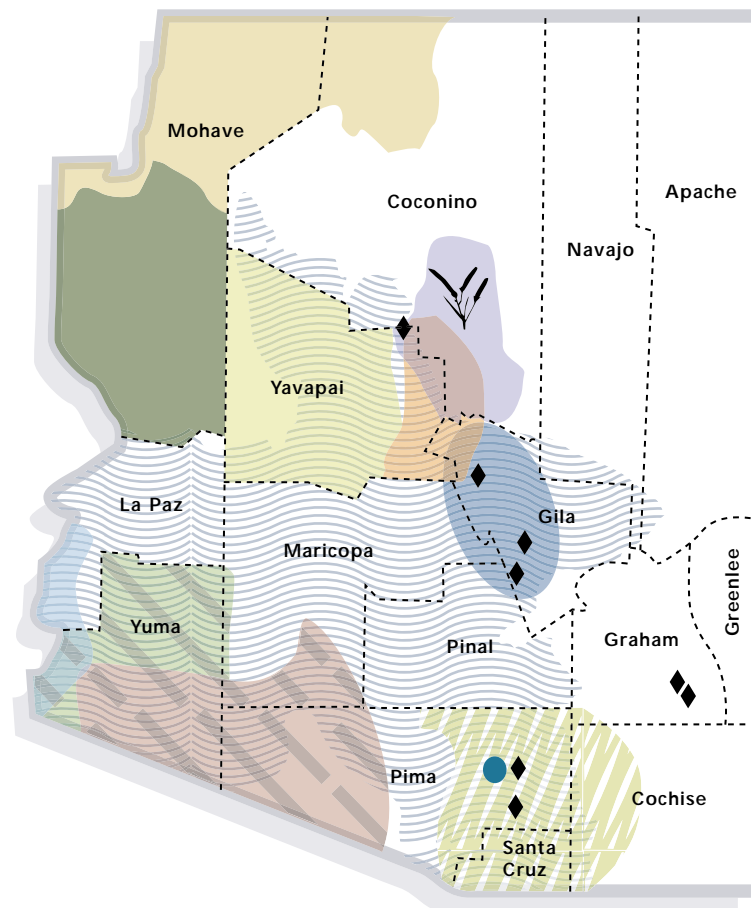 Mohave
Coconino
Apache
Navajo
Yavapai
La Paz
Maricopa
Gila
Greenlee
Yuma
Pinal
Graham
Pima
Cochise
Santa
Cruz